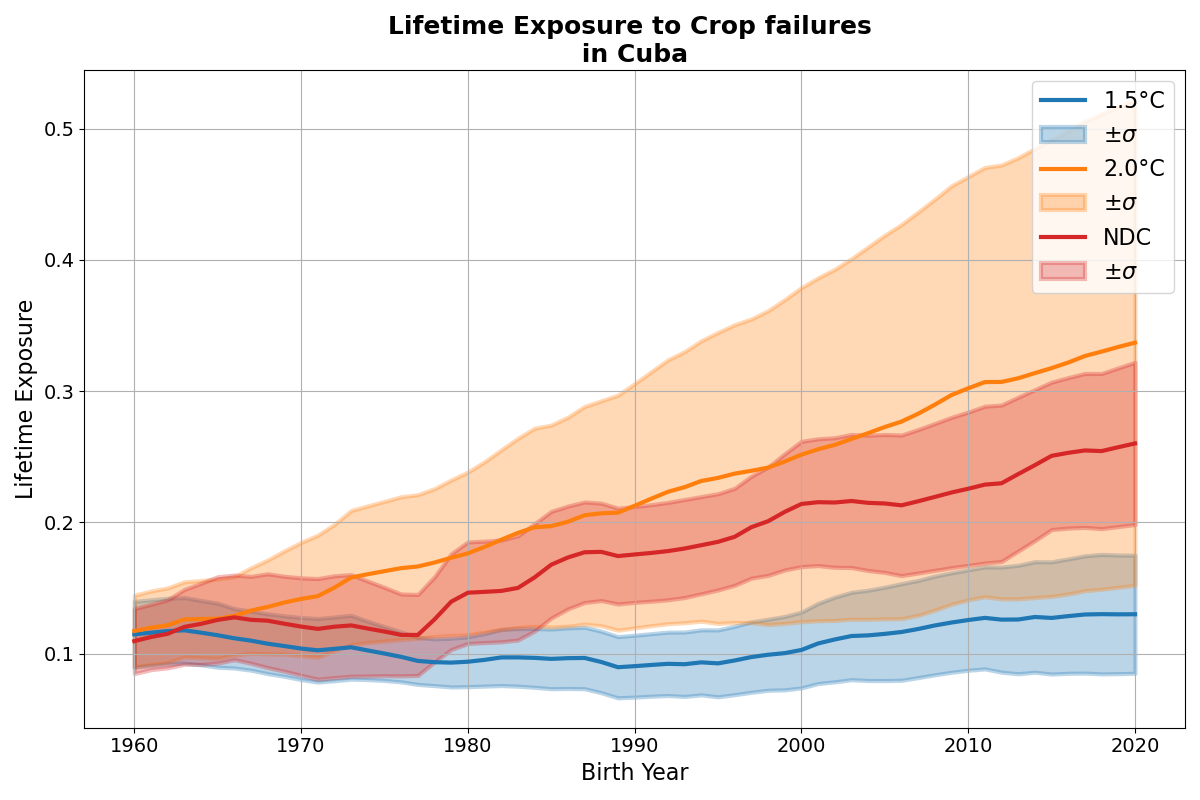 Lifetime Exposure to Crop failures
in Cuba
Lifetime Exposure
0.5
0.4
0.3
0.2
0.1
1960
1970
1980
1990
2000
2010
2020
Birth Year
1.5°C
±σ
2.0°C
±σ
NDC
±σ